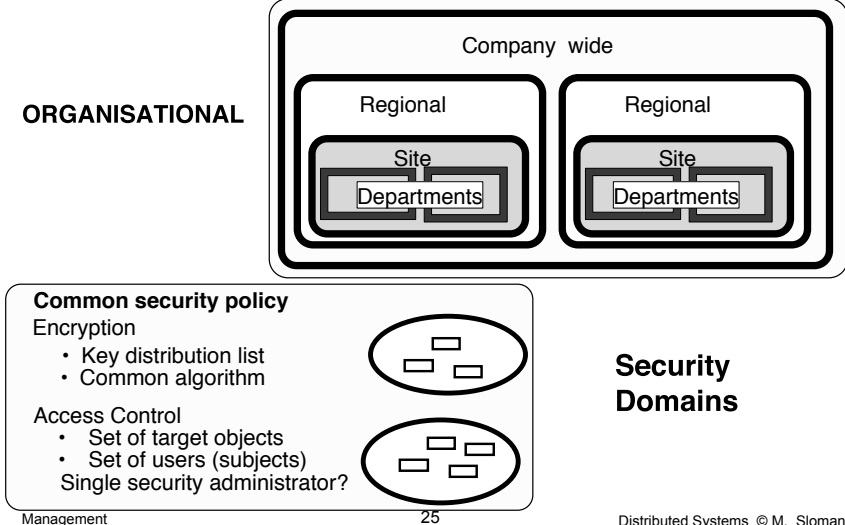 Company wide
ORGANISATIONAL
Regional
Regional
Site
Departments
Site
Departments
Common security policy
Encryption
• Key distribution list
• Common algorithm
Access Control
• Set of target objects
• Set of users (subjects)
Single security administrator?
Security
Domains
Management
25
Distributed Systems © M. Sloman